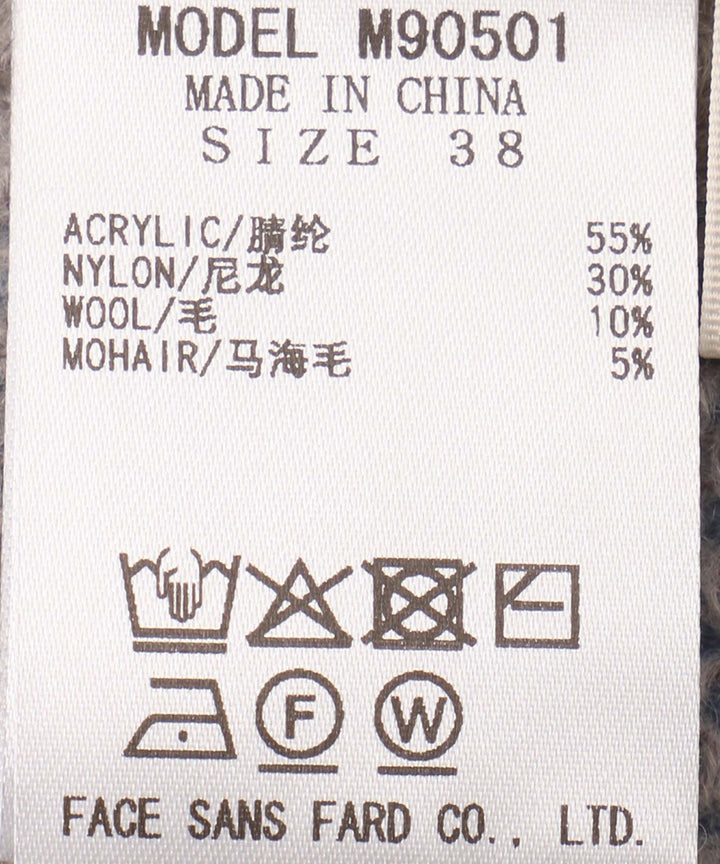 MODEL M90501
MADE IN CHINA
SIZE 38
ACRYLIC/腈纶 55%
NYLON/尼龙 30%
WOOL/毛 10%
MOHAIR/马海毛 5%
F W
FACE SANS FARD CO., LTD.